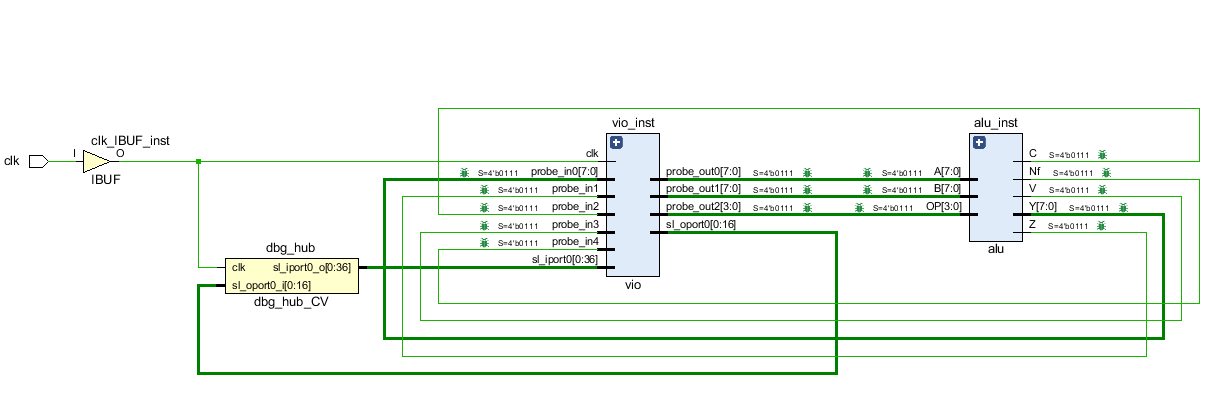 clk
I
O
clk_IBUF_inst
IBUF
dbg_hub
clk
sl_iport0_o[0:36]
sl_oport0_i[0:16]
dbg_hub_CV
vio_inst
clk
S=4'b0111 probe_in0[7:0]
S=4'b0111 probe_in1
S=4'b0111 probe_in2
S=4'b0111 probe_in3
S=4'b0111 probe_in4
sl_iport0[0:36]
probe_out0[7:0] S=4'b0111
probe_out1[7:0] S=4'b0111
probe_out2[3:0] S=4'b0111
sl_oport0[0:16]
vio
alu_inst
S=4'b0111 A[7:0]
S=4'b0111 B[7:0]
S=4'b0111 OP[3:0]
C S=4'b0111
Nf S=4'b0111
V S=4'b0111
Y[7:0] S=4'b0111
Z S=4'b0111
alu